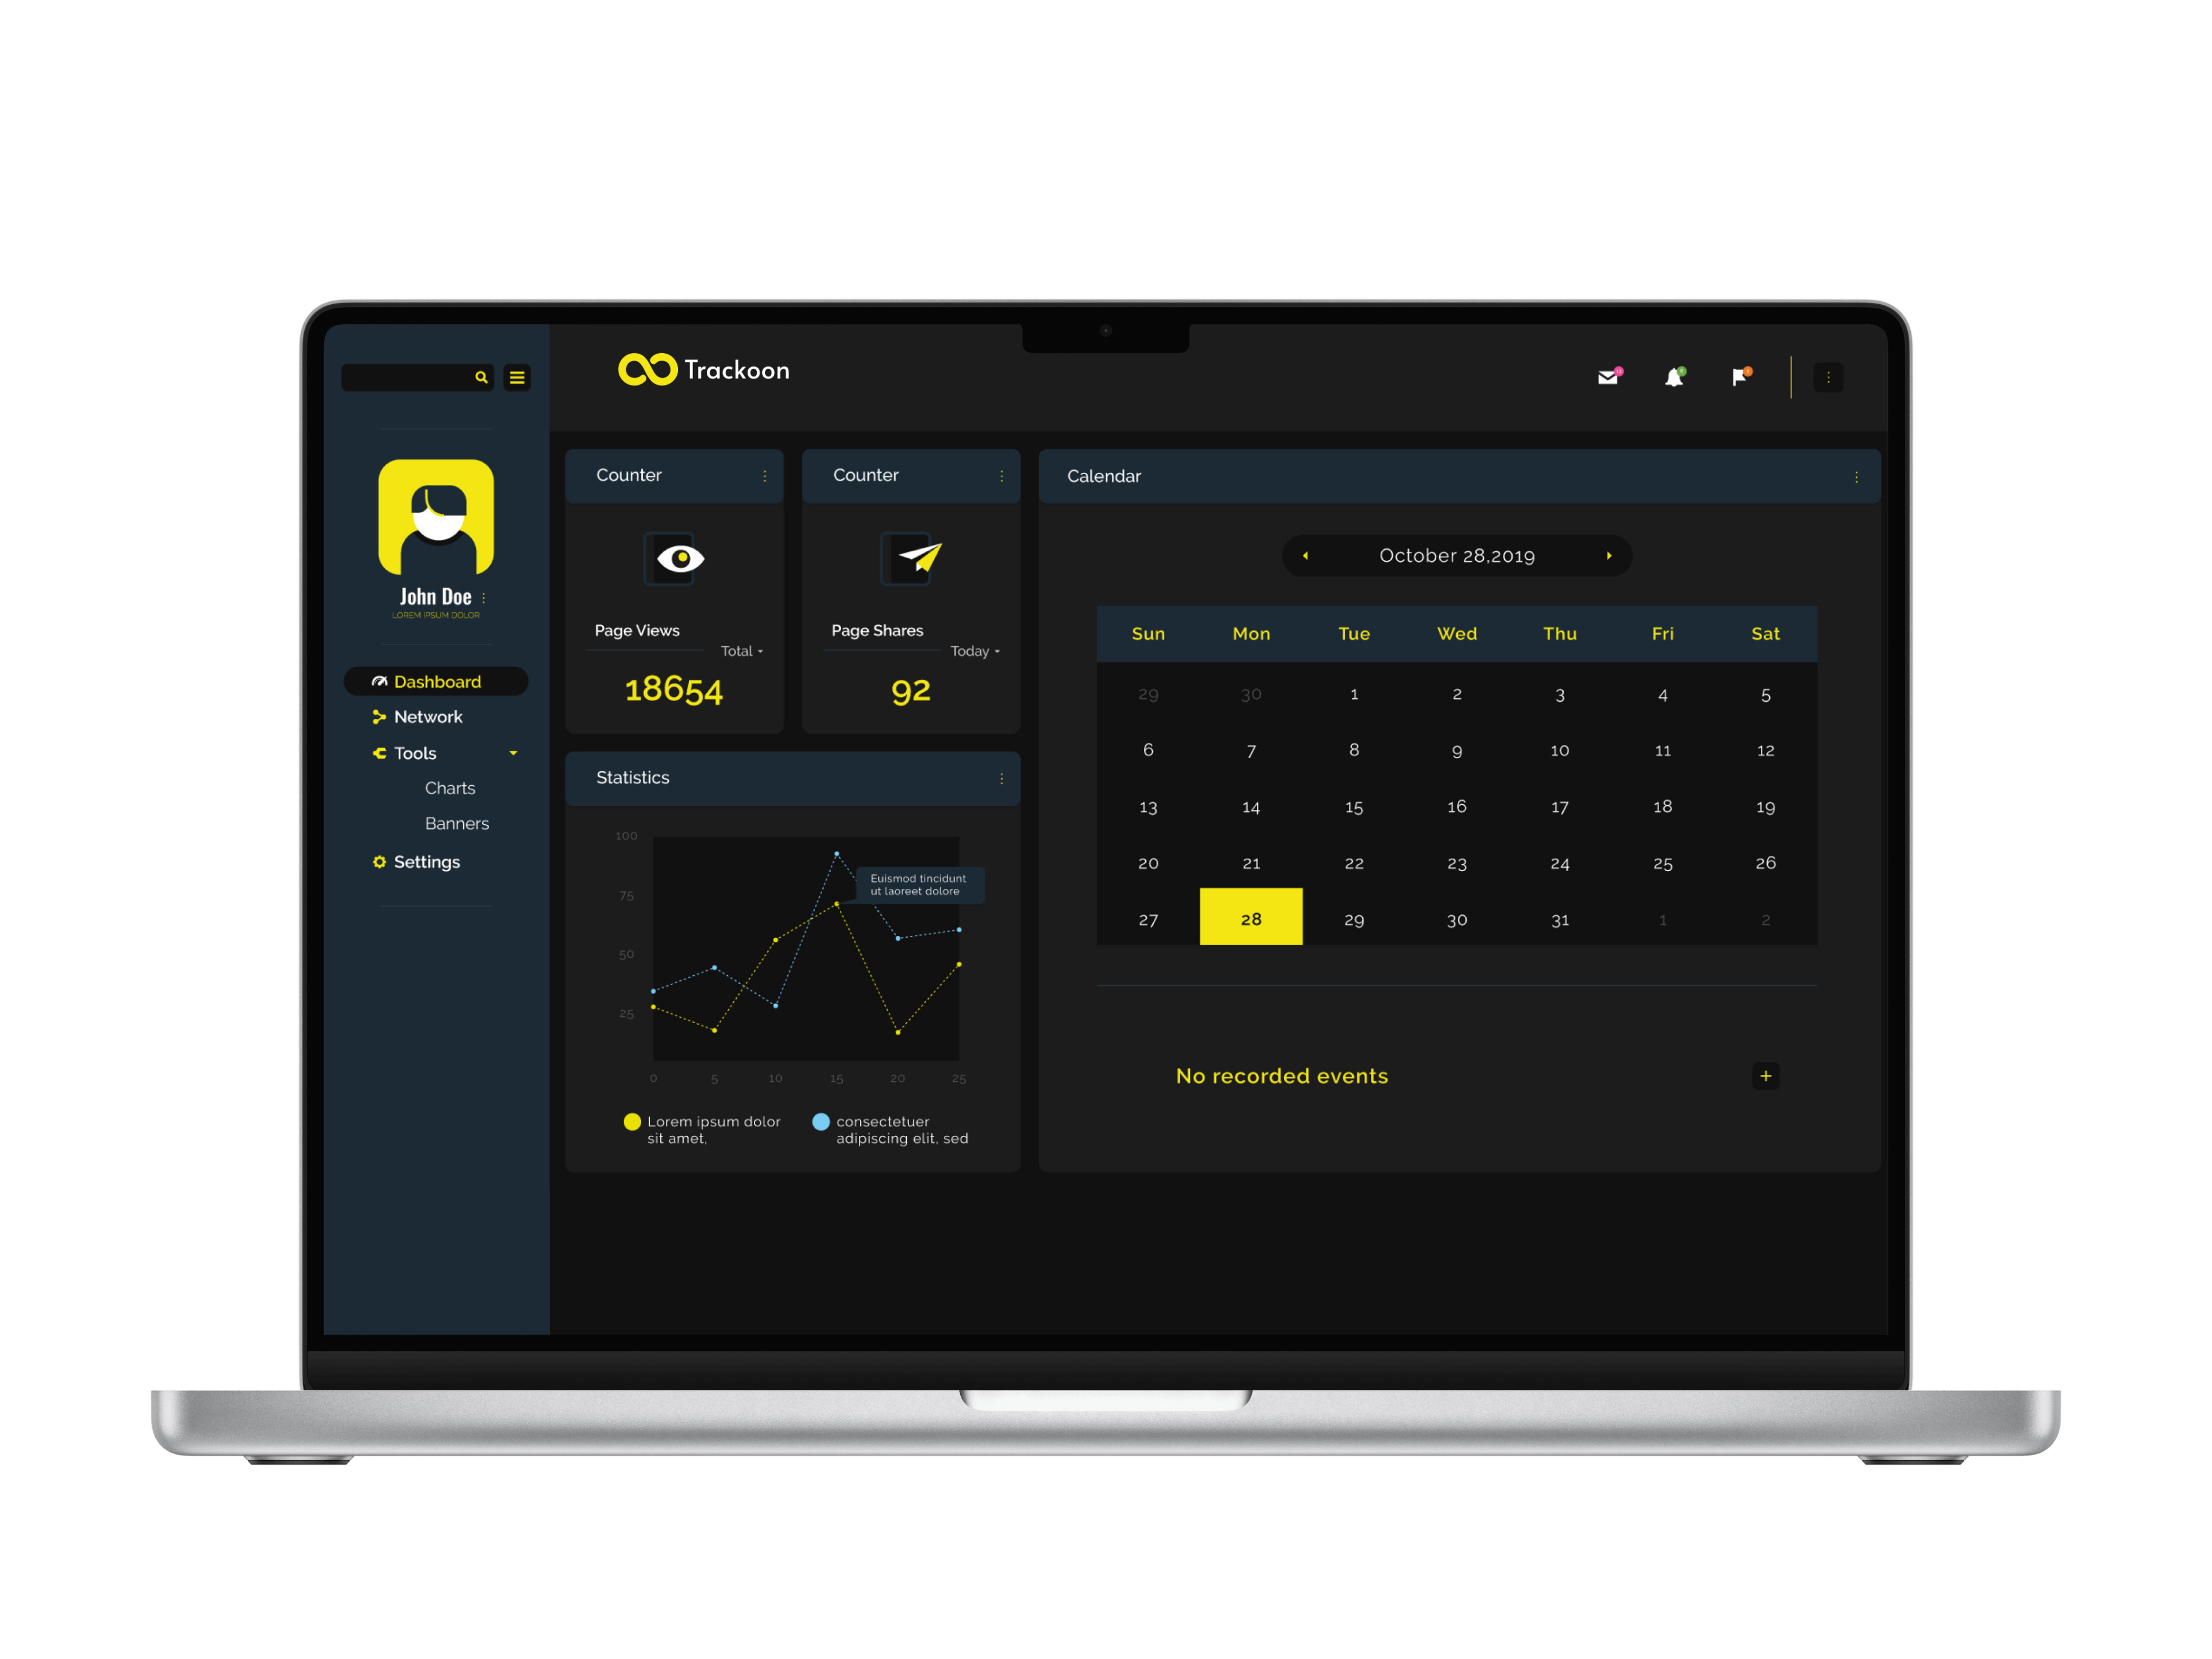 Trackoon
John Doe
LOREM IPSUM DOLOR
Dashboard
Network
Tools
Charts
Banners
Settings
Counter
Page Views
Total
18654
Counter
Page Shares
Today
92
Statistics
100
75
50
25
0 5 10 15 20 25
Euismod tincidunt
ut laoreet dolore
Lorem ipsum dolor
sit amet,
consectetuer
adipiscing elit, sed
Calendar
October 28,2019
Sun Mon Tue Wed Thu Fri Sat
29 30 1 2 3 4 5
6 7 8 9 10 11 12
13 14 15 16 17 18 19
20 21 22 23 24 25 26
27 28 29 30 31 1 2
No recorded events